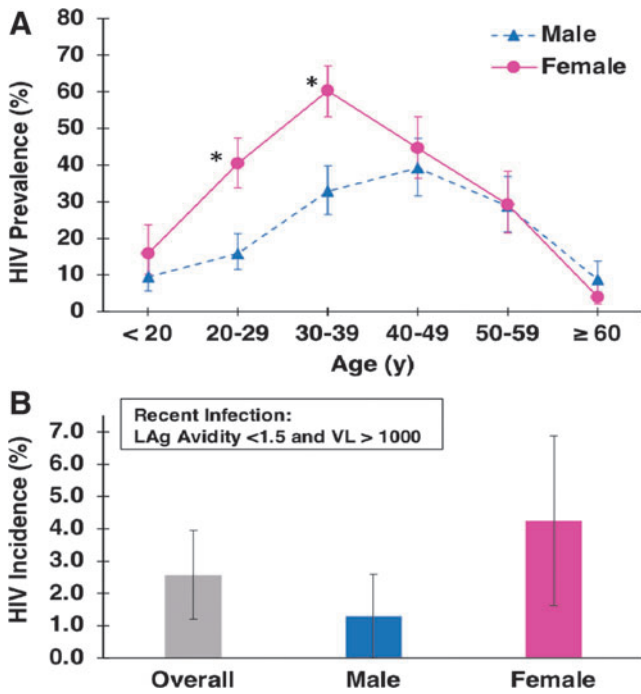 A
80
70
60
50
40
30
20
10
0
HIV Prevalence (%)
*
*
Male
Female
< 20 20-29 30-39 40-49 50-59 ≥ 60
Age (y)
B
Recent Infection:
LAg Avidity <1.5 and VL > 1000
7.0
6.0
5.0
4.0
3.0
2.0
1.0
0.0
HIV Incidence (%)
Overall Male Female